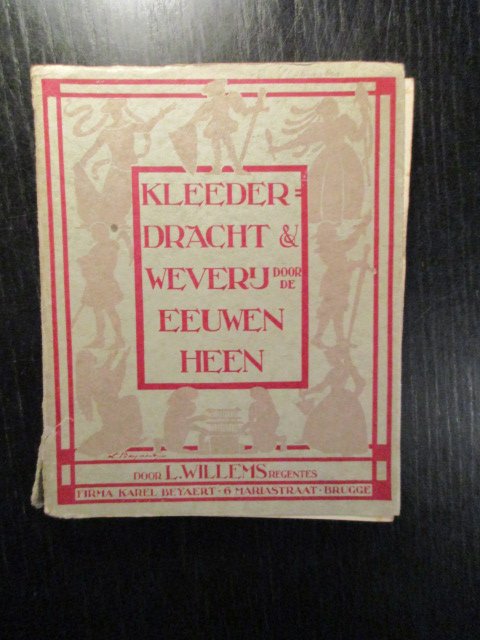 KLEEDER=
DRACHT &
WEVERIJ DOOR DE
EEUWEN
HEEN
DOOR L. WILLEMS REGENTES
FIRMA KAREL BEYAERT · 6 MARIASTRAAT · BRUGGE